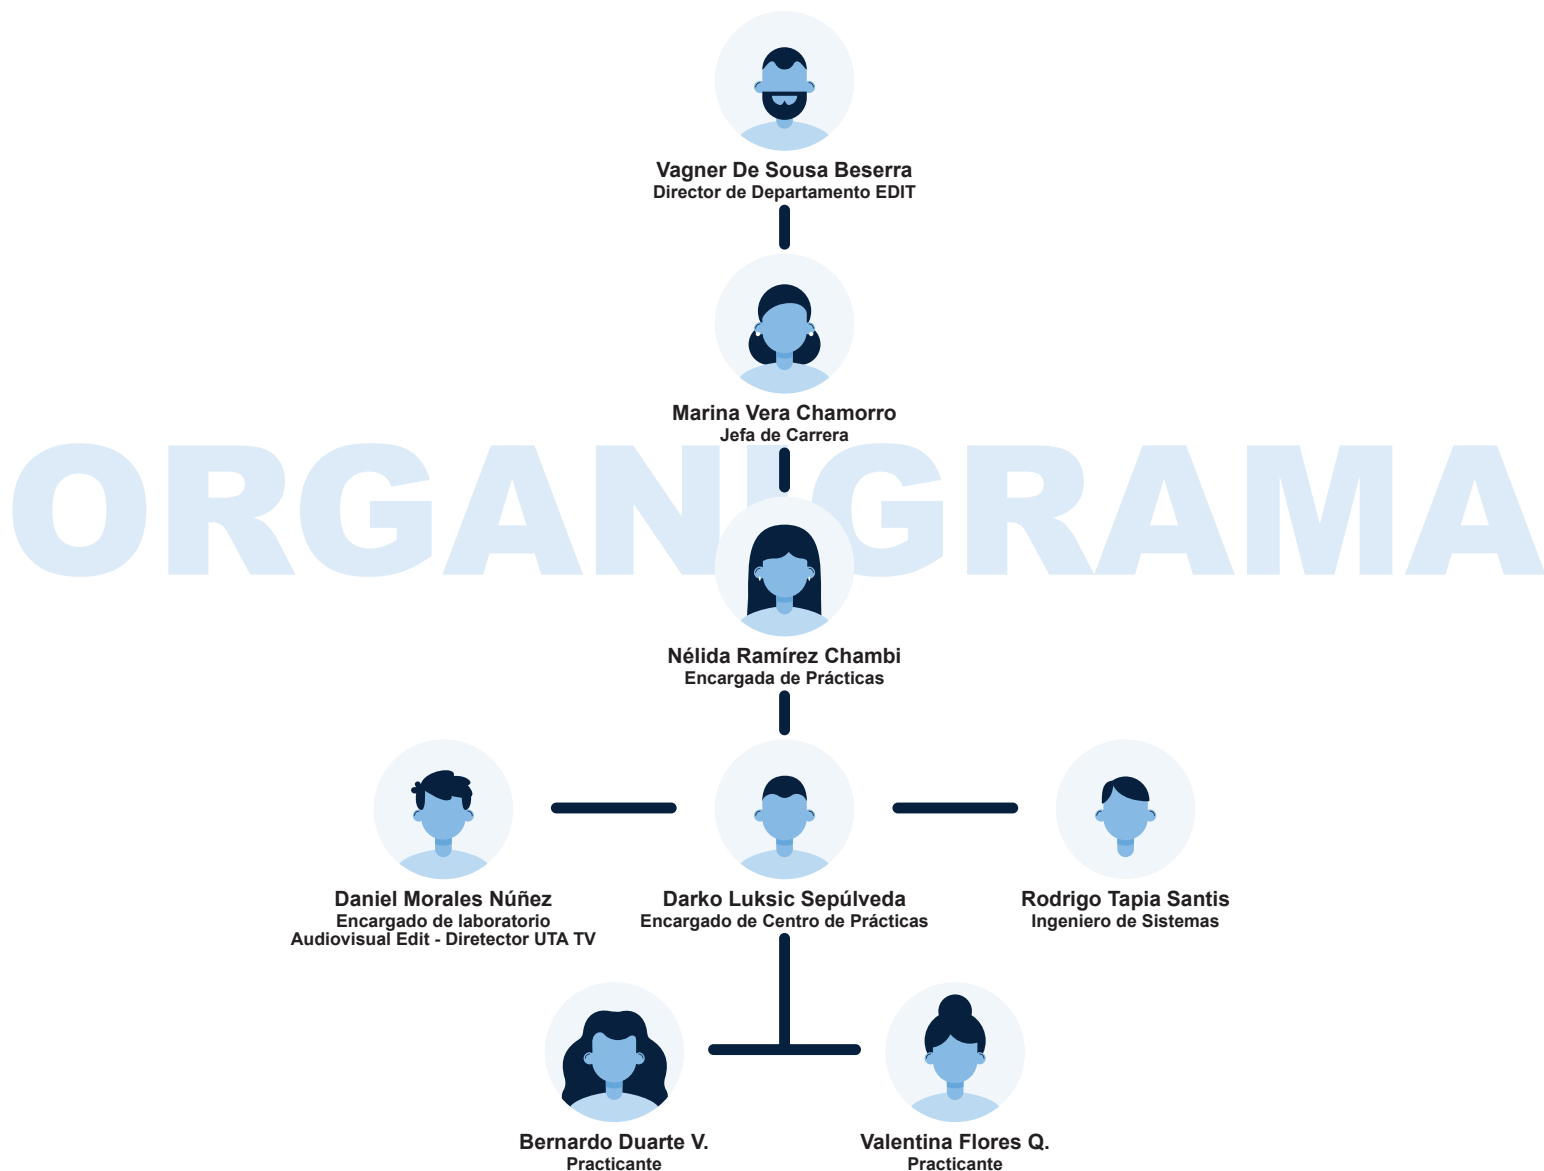 Vagner De Sousa Beserra
Director de Departamento EDIT
Marina Vera Chamorro
Jefa de Carrera
ORGANIGRAMA
Nélida Ramírez Chambi
Encargada de Prácticas
Daniel Morales Núñez
Encargado de laboratorio
Audiovisual Edit - Diretector UTA TV
Darko Luksic Sepúlveda
Encargado de Centro de Prácticas
Rodrigo Tapia Santis
Ingeniero de Sistemas
Bernardo Duarte V.
Practicante
Valentina Flores Q.
Practicante